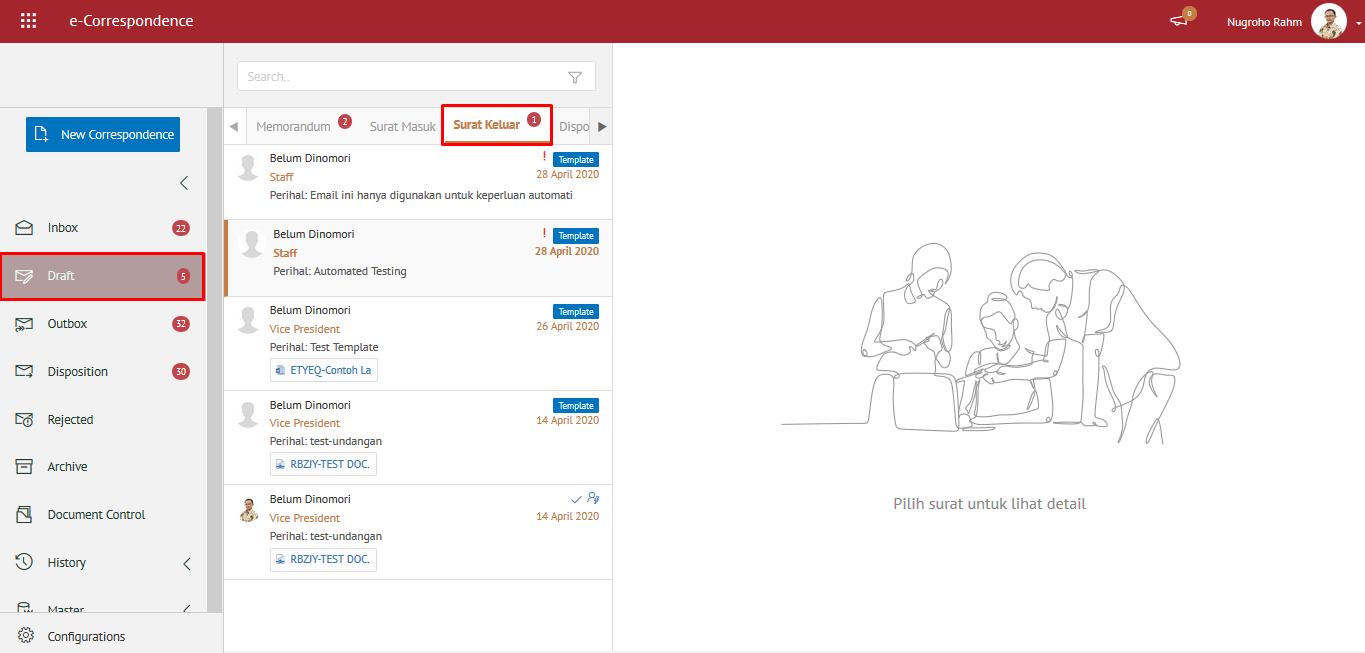 e-Correspondence
0
Nugroho Rahm
Search..
New Correspondence
Inbox 22
Draft 5
Outbox 32
Disposition 30
Rejected
Archive
Document Control
History
Master
Configurations
Memorandum 2 Surat Masuk Surat Keluar 1 Dispo
Belum Dinomori ! Template
Staff 28 April 2020
Perihal: Email ini hanya digunakan untuk keperluan automati
Belum Dinomori ! Template
Staff 28 April 2020
Perihal: Automated Testing
Belum Dinomori Template
Vice President 26 April 2020
Perihal: Test Template
ETYEQ-Contoh La
Belum Dinomori Template
Vice President 14 April 2020
Perihal: test-undangan
RBZJY-TEST DOC.
Belum Dinomori
Vice President 14 April 2020
Perihal: test-undangan
RBZJY-TEST DOC.
Pilih surat untuk lihat detail